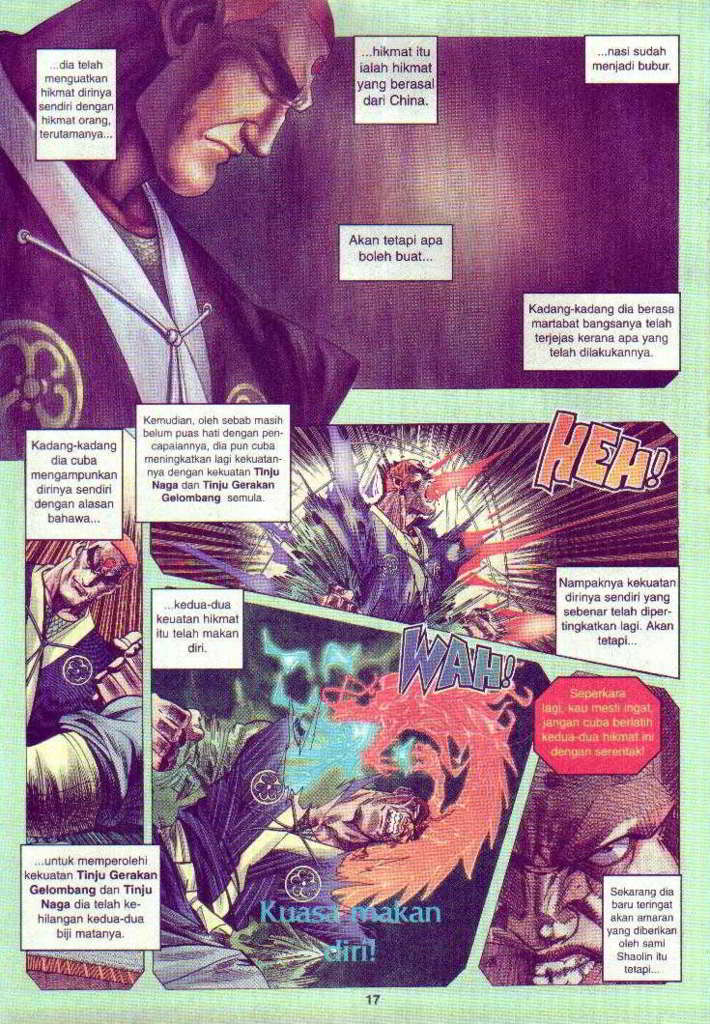 ...dia telah
menguatkan
hikmat dirinya
sendiri dengan
hikmat orang,
terutamanya...
...hikmat itu
ialah hikmat
yang berasal
dari China.
...nasi sudah
menjadi bubur.
Akan tetapi apa
boleh buat...
Kadang-kadang dia berasa
martabat bangsanya telah
terjejas kerana apa yang
telah dilakukannya.
Kadang-kadang
dia cuba
mengampunkan
dirinya sendiri
dengan alasan
bahawa...
...untuk memperolehi
kekuatan Tinju Gerakan
Gelombang dan Tinju
Naga dia telah ke-
hilangan kedua-dua
biji matanya.
Kemudian, oleh sebab masih
belum puas hati dengan pen-
capaiannya, dia pun cuba
meningkatkan lagi kekuatan-
nya dengan kekuatan Tinju
Naga dan Tinju Gerakan
Gelombang semula.
HEH!
Nampaknya kekuatan
dirinya sendiri yang
sebenar telah diper-
tingkatkan lagi. Akan
tetapi...
...kedua-dua
keuatan hikmat
itu telah makan
diri.
WAH!
Kuasa makan
diri!
Seperkara
lagi, kau mesti ingat,
jangan cuba berlatih
kedua-dua hikmat ini
dengan serentak!
Sekarang dia
baru teringat
akan amaran
yang diberikan
oleh sami
Shaolin itu
tetapi...
17